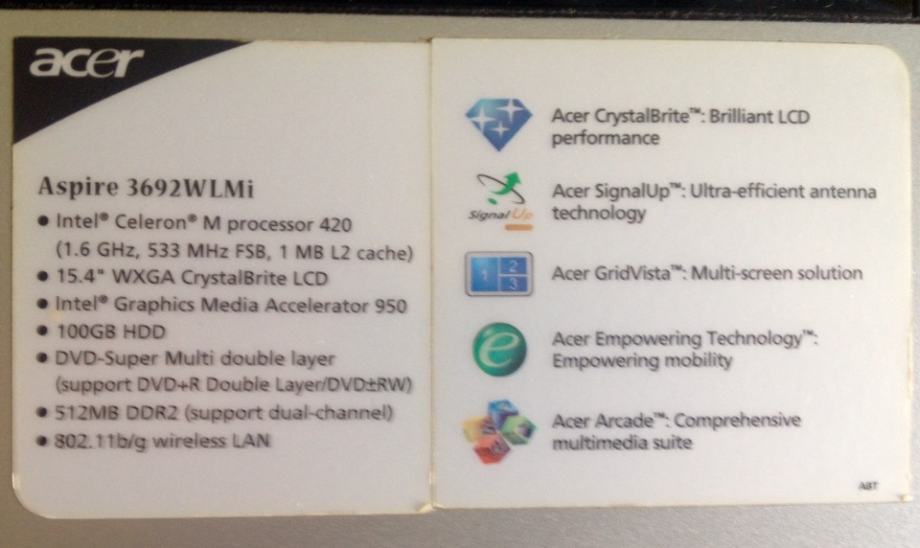 acer
Aspire 3692WLMi
• Intel® Celeron® M processor 420
(1.6 GHz, 533 MHz FSB, 1 MB L2 cache)
• 15.4" WXGA CrystalBrite LCD
• Intel® Graphics Media Accelerator 950
• 100GB HDD
• DVD-Super Multi double layer
(support DVD+R Double Layer/DVD±RW)
• 512MB DDR2 (support dual-channel)
• 802.11b/g wireless LAN
Acer CrystalBrite™: Brilliant LCD
performance
SignalUp
Acer SignalUp™: Ultra-efficient antenna
technology
1 2
3
Acer GridVista™: Multi-screen solution
e
Acer Empowering Technology™:
Empowering mobility
Acer Arcade™: Comprehensive
multimedia suite
ABT